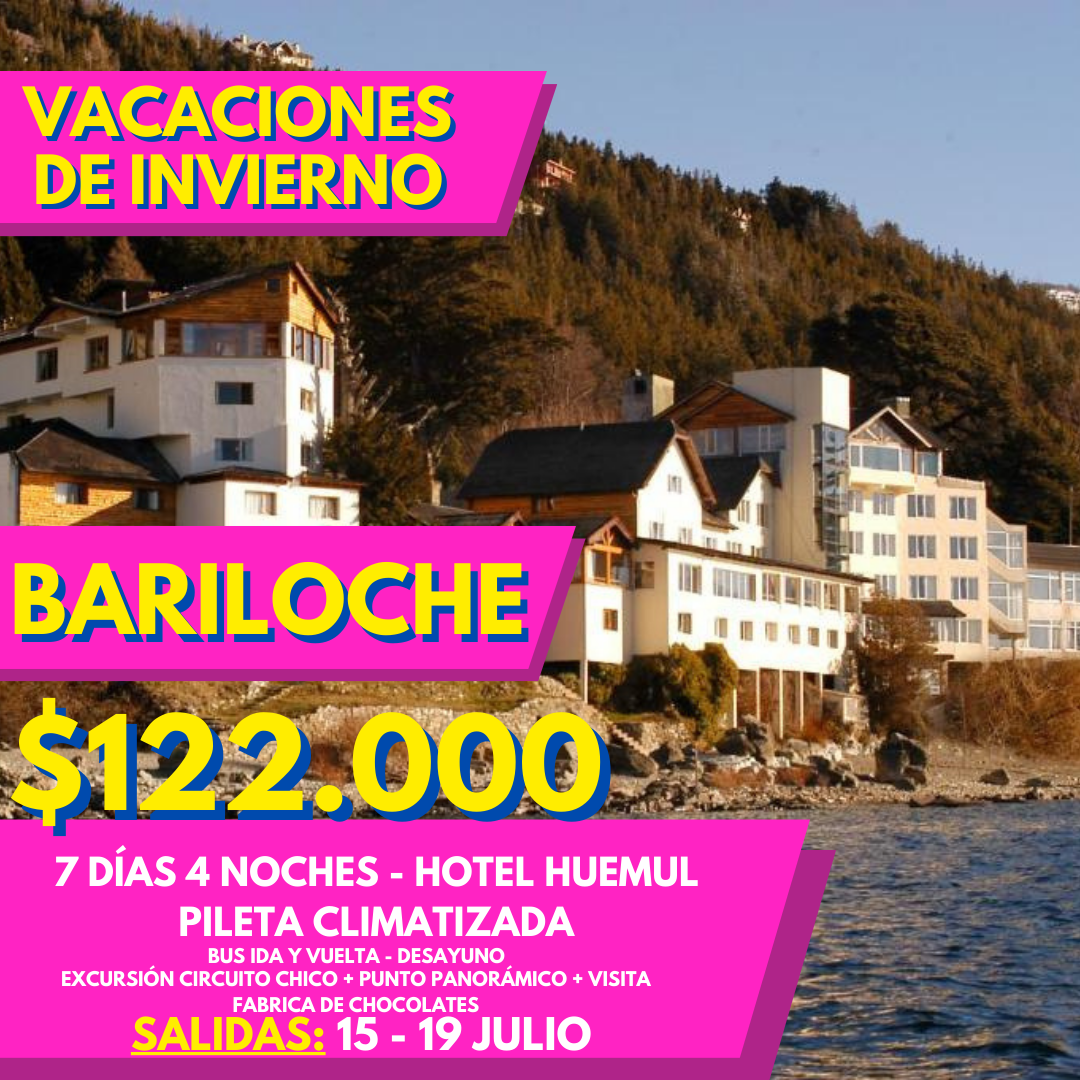 VACACIONES
DE INVIERNO
BARILOCHE
$122.000
7 DÍAS 4 NOCHES - HOTEL HUEMUL
PILETA CLIMATIZADA
BUS IDA Y VUELTA - DESAYUNO
EXCURSIÓN CIRCUITO CHICO + PUNTO PANORÁMICO + VISITA
FABRICA DE CHOCOLATES
SALIDAS: 15 - 19 JULIO